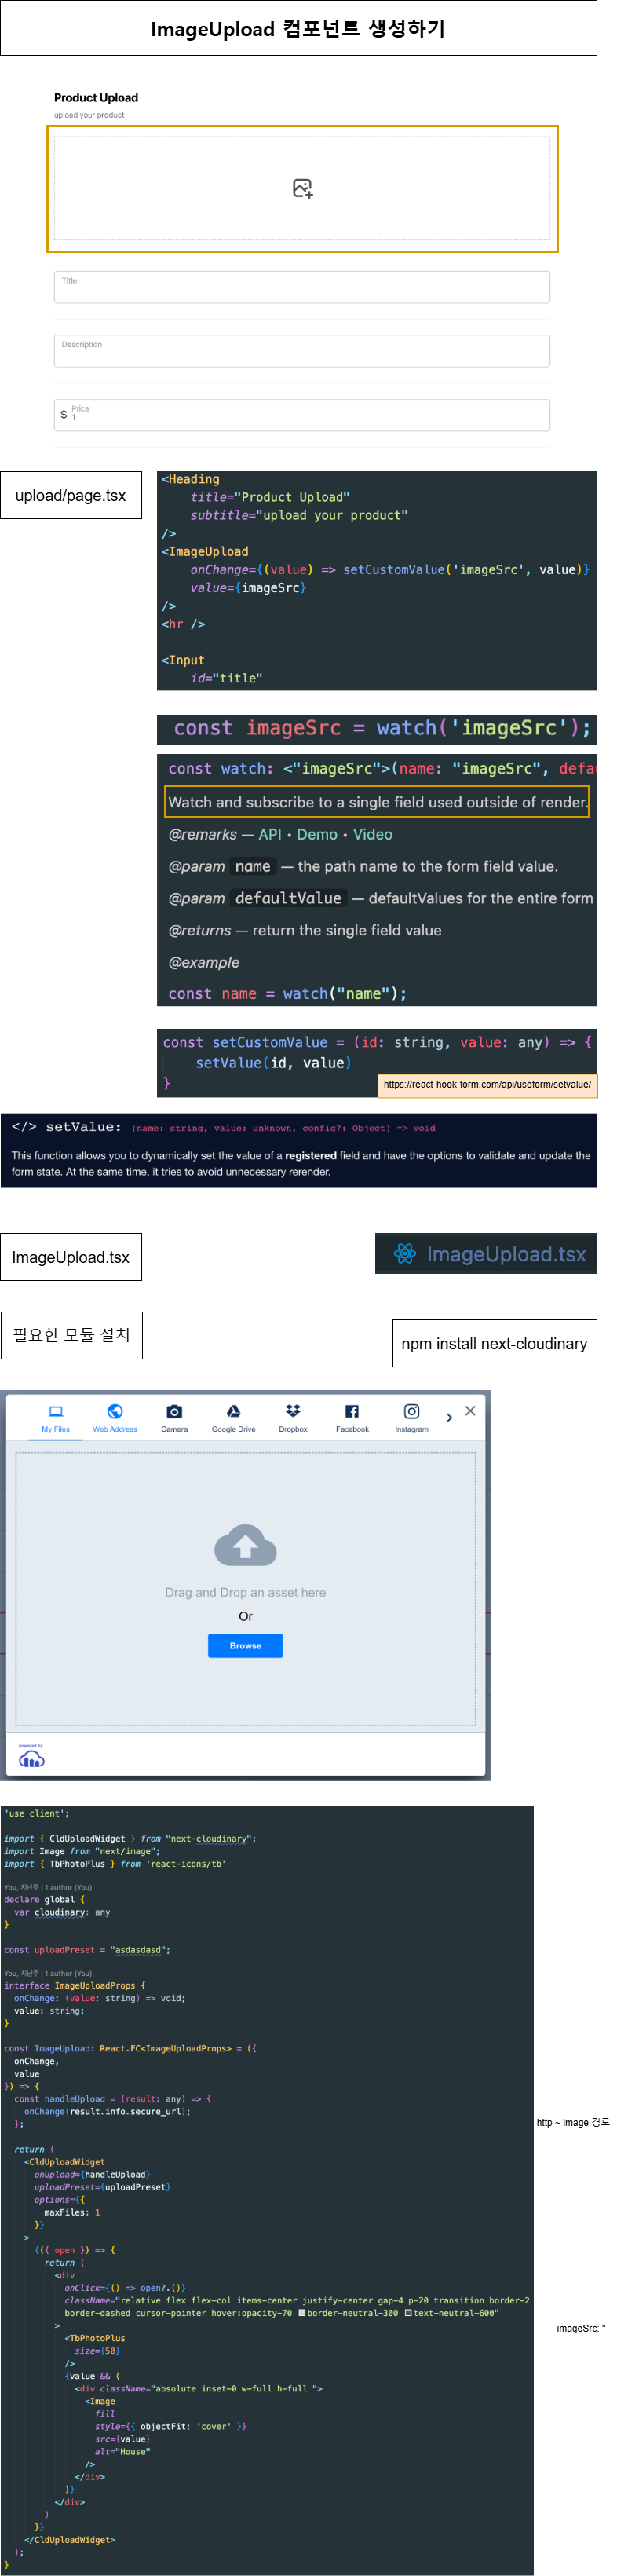 ImageUpload 컴포넌트 생성하기
Product Upload
upload your product
Title
Description
Price
$ 1
upload/page.tsx
<Heading
title="Product Upload"
subtitle="upload your product"
/>
<ImageUpload
onChange={(value) => setCustomValue('imageSrc', value)}
value={imageSrc}
/>
<hr />
<Input
id="title"
const imageSrc = watch('imageSrc');
const watch: <"imageSrc">(name: "imageSrc", defau
Watch and subscribe to a single field used outside of render.
@remarks — API • Demo • Video
@param name — the path name to the form field value.
@param defaultValue — defaultValues for the entire form
@returns — return the single field value
@example
const name = watch("name");
const setCustomValue = (id: string, value: any) => {
setValue(id, value)
}
https://react-hook-form.com/api/useform/setvalue/
</> setValue: (name: string, value: unknown, config?: Object) => void
This function allows you to dynamically set the value of a registered field and have the options to validate and update the
form state. At the same time, it tries to avoid unnecessary rerender.
ImageUpload.tsx
ImageUpload.tsx
필요한 모듈 설치
npm install next-cloudinary
My Files Web Address Camera Google Drive Dropbox Facebook Instagram
Drag and Drop an asset here
Or
Browse
powered by
'use client';
import { CldUploadWidget } from "next-cloudinary";
import Image from "next/image";
import { TbPhotoPlus } from 'react-icons/tb'
You, 지난주 | 1 author (You)
declare global {
var cloudinary: any
}
const uploadPreset = "asdasdasd";
You, 지난주 | 1 author (You)
interface ImageUploadProps {
onChange: (value: string) => void;
value: string;
}
const ImageUpload: React.FC<ImageUploadProps> = ({
onChange,
value
}) => {
const handleUpload = (result: any) => {
onChange(result.info.secure_url);
};
http ~ image 경로
return (
<CldUploadWidget
onUpload={handleUpload}
uploadPreset={uploadPreset}
options={{
maxFiles: 1
}}
>
{({ open }) => {
return (
<div
onClick={() => open?.()}
className="relative flex flex-col items-center justify-center gap-4 p-20 transition border-2
border-dashed cursor-pointer hover:opacity-70 border-neutral-300 text-neutral-600"
>
imageSrc: ''
<TbPhotoPlus
size={50}
/>
{value && (
<div className="absolute inset-0 w-full h-full ">
<Image
fill
style={{ objectFit: 'cover' }}
src={value}
alt="House"
/>
</div>
)}
</div>
)
}}
</CldUploadWidget>
);
}